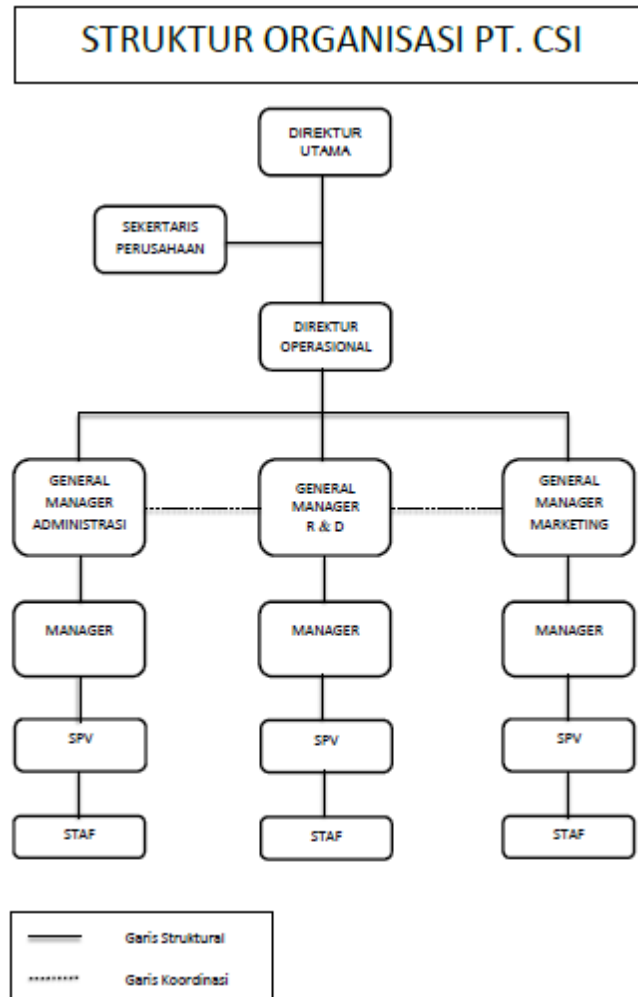 STRUKTUR ORGANISASI PT. CSI
DIREKTUR
UTAMA
SEKERTARIS
PERUSAHAAN
DIREKTUR
OPERASIONAL
GENERAL
MANAGER
ADMINISTRASI
GENERAL
MANAGER
R & D
GENERAL
MANAGER
MARKETING
MANAGER
MANAGER
MANAGER
SPV
SPV
SPV
STAF
STAF
STAF
Garis Struktural
Garis Koordinasi